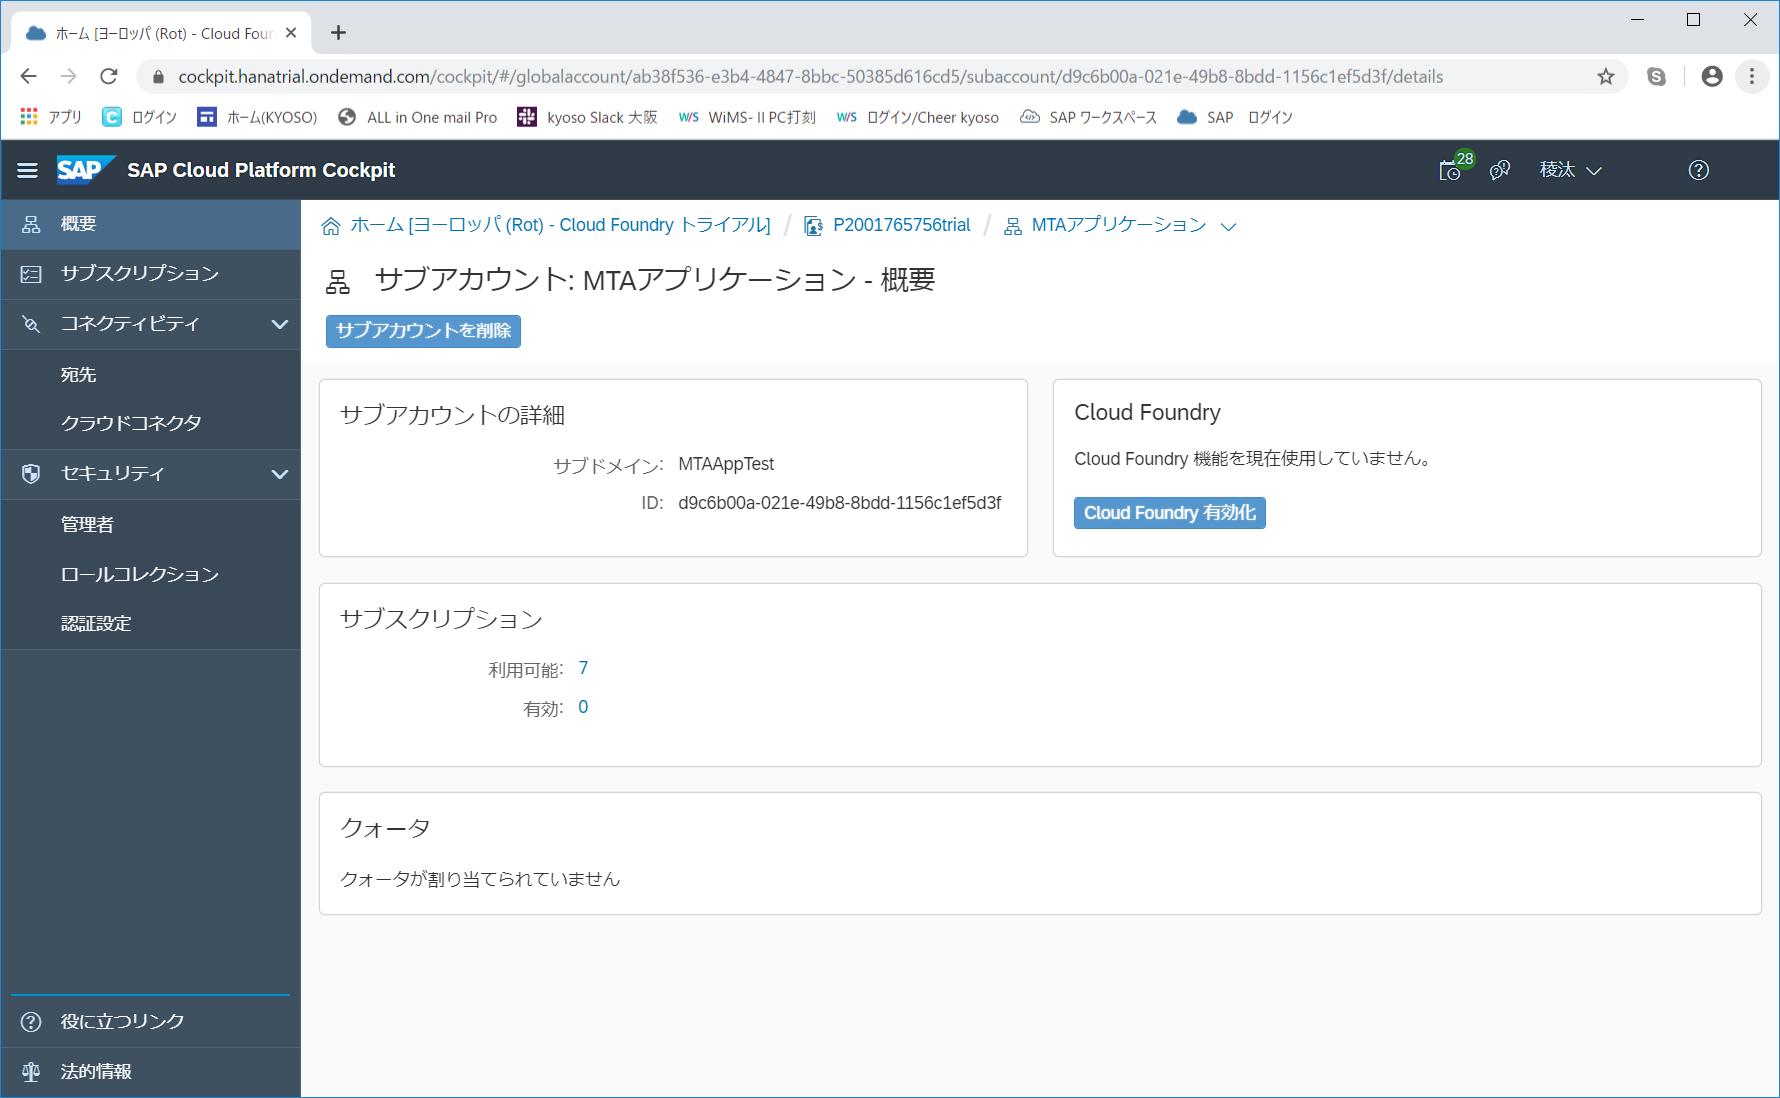 ホーム [ヨーロッパ (Rot) - Cloud Foun
cockpit.hanatrial.ondemand.com/cockpit/#/globalaccount/ab38f536-e3b4-4847-8bbc-50385d616cd5/subaccount/d9c6b00a-021e-49b8-8bdd-1156c1ef5d3f/details
アプリ ログイン ホーム(KYOSO) ALL in One mail Pro kyoso Slack 大阪 W/S WiMS-ⅡPC打刻 W/S ログイン/Cheer kyoso SAP ワークスペース SAP ログイン
SAP SAP Cloud Platform Cockpit 28 稜汰
概要
サブスクリプション
コネクティビティ
宛先
クラウドコネクタ
セキュリティ
管理者
ロールコレクション
認証設定
役に立つリンク
法的情報
ホーム [ヨーロッパ (Rot) - Cloud Foundry トライアル] / P2001765756trial / MTAアプリケーション
サブアカウント: MTAアプリケーション - 概要
サブアカウントを削除
サブアカウントの詳細
サブドメイン: MTAAppTest
ID: d9c6b00a-021e-49b8-8bdd-1156c1ef5d3f
Cloud Foundry
Cloud Foundry 機能を現在使用していません。
Cloud Foundry 有効化
サブスクリプション
利用可能: 7
有効: 0
クォータ
クォータが割り当てられていません